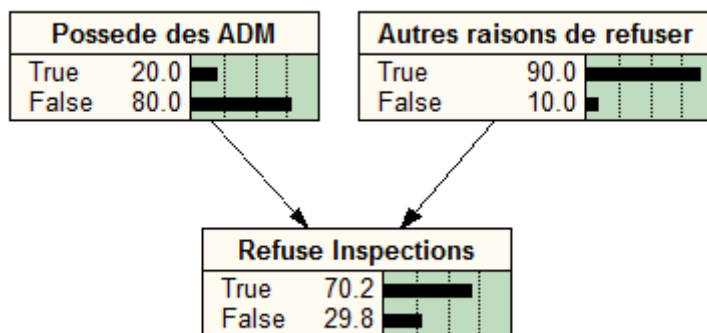 Possede des ADM
True 20.0
False 80.0
Autres raisons de refuser
True 90.0
False 10.0
Refuse Inspections
True 70.2
False 29.8